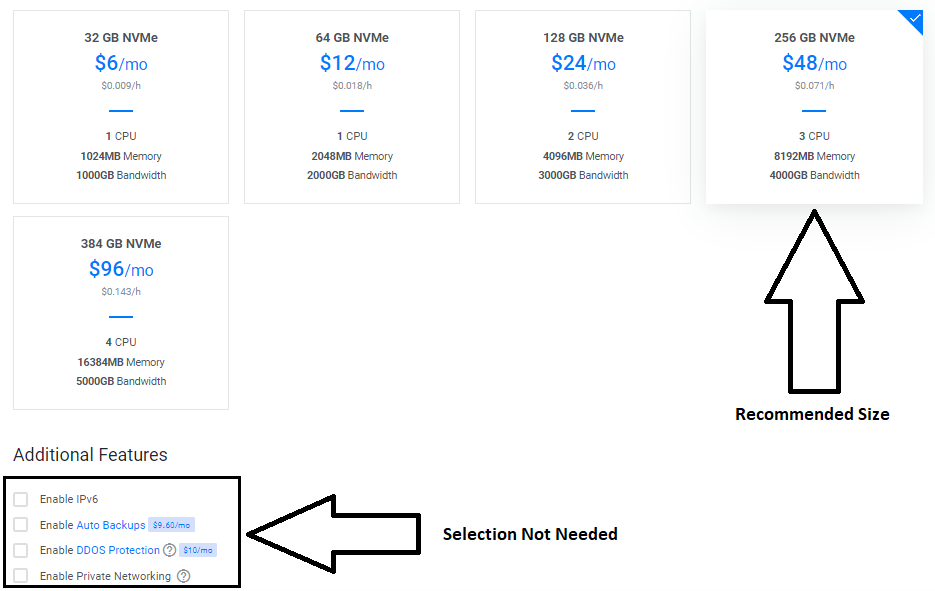 32 GB NVMe
$6/mo
$0.009/h
1 CPU
1024MB Memory
1000GB Bandwidth
64 GB NVMe
$12/mo
$0.018/h
1 CPU
2048MB Memory
2000GB Bandwidth
128 GB NVMe
$24/mo
$0.036/h
2 CPU
4096MB Memory
3000GB Bandwidth
256 GB NVMe
$48/mo
$0.071/h
3 CPU
8192MB Memory
4000GB Bandwidth
384 GB NVMe
$96/mo
$0.143/h
4 CPU
16384MB Memory
5000GB Bandwidth
Recommended Size
Additional Features
Enable IPv6
Enable Auto Backups $9.60/mo
Enable DDOS Protection ? $10/mo
Enable Private Networking ?
Selection Not Needed